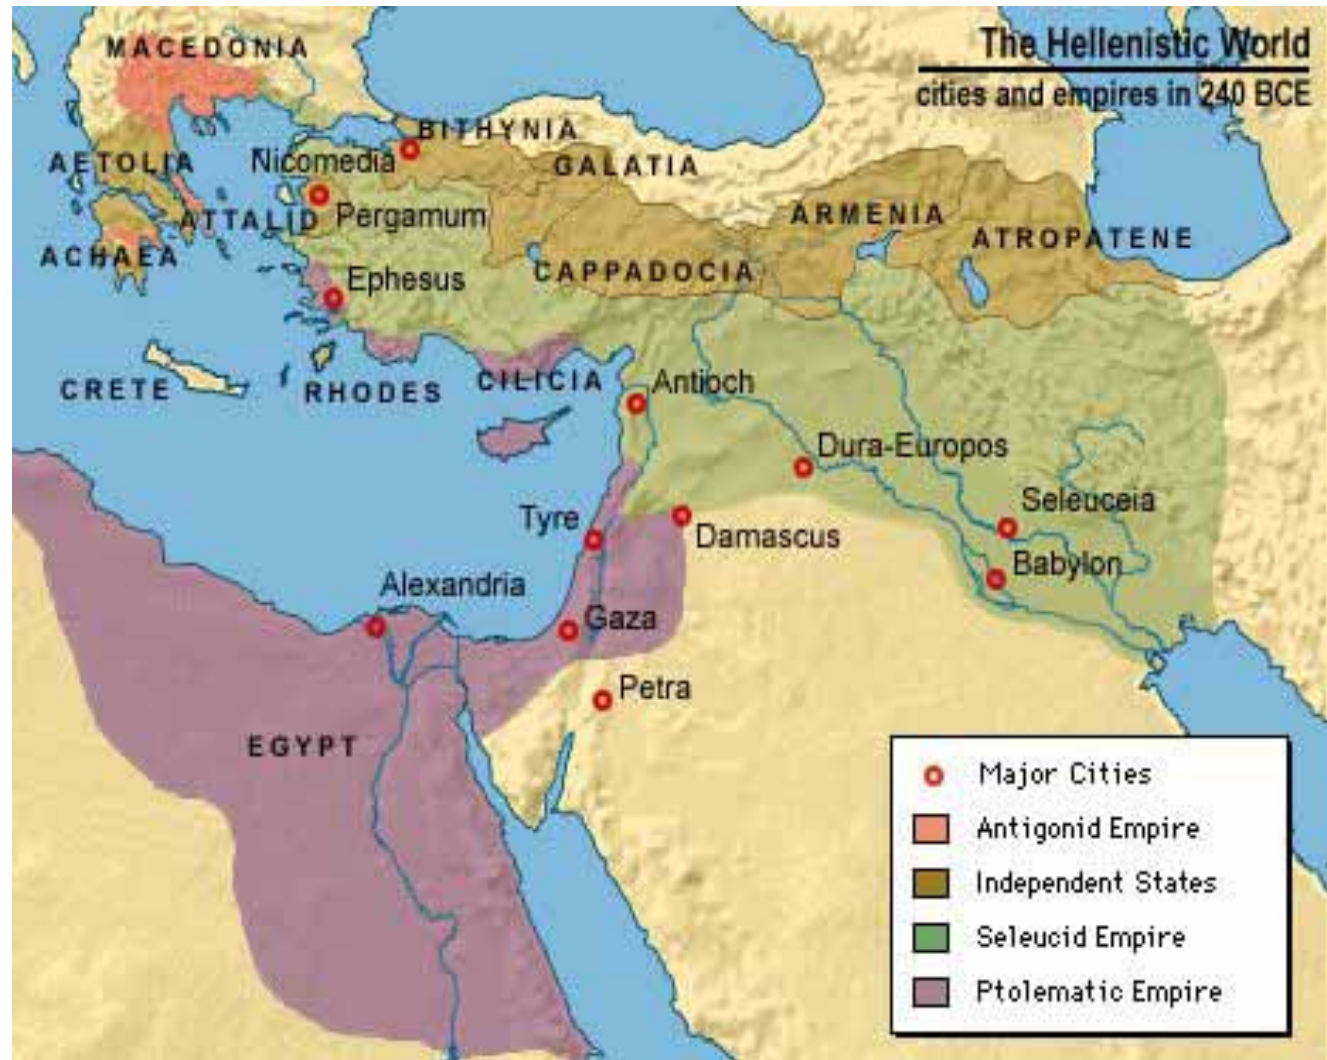 The Hellenistic World
cities and empires in 240 BCE
MACEDONIA
BITHYNIA
AETOLIA
Nicomedia
GALATIA
ATTALID
Pergamum
ARMENIA
ATROPATENE
ACHAEA
CAPPADOCIA
Ephesus
CRETE
RHODES
CILICIA
Antioch
Dura-Europos
Seleuceia
Tyre
Damascus
Babylon
Alexandria
Gaza
Petra
EGYPT
Major Cities
Antigonid Empire
Independent States
Seleucid Empire
Ptolematic Empire